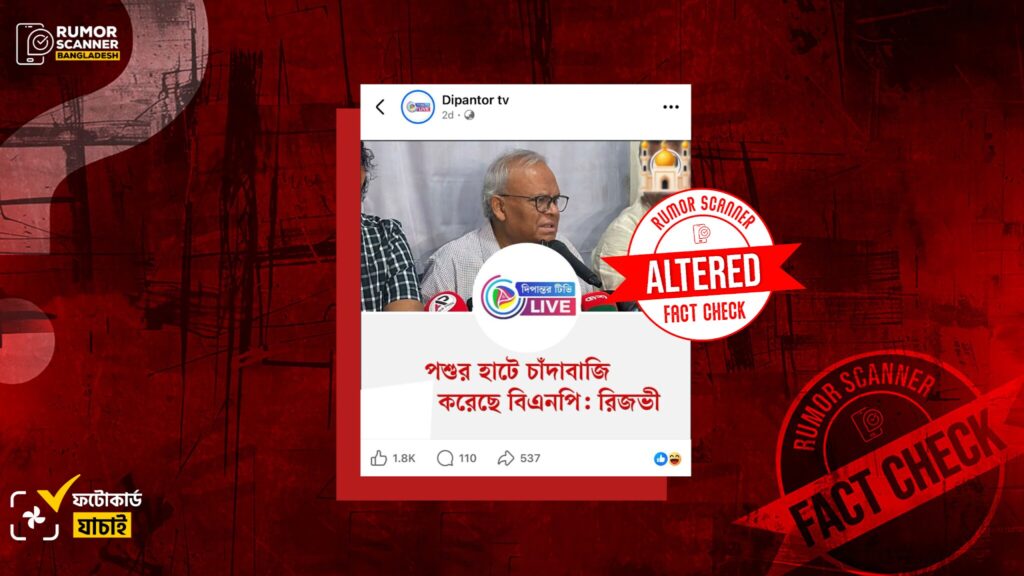 RUMOR
SCANNER
BANGLADESH
Dipantor tv
2d
RUMOR SCANNER
ALTERED
FACT CHECK
দিপান্তর টিভি
LIVE
পশুর হাটে চাঁদাবাজি
করেছে বিএনপি: রিজভী
1.8K
110
537
RUMOR SCANNER
FACT CHECK
ফটোকার্ড
যাচাই